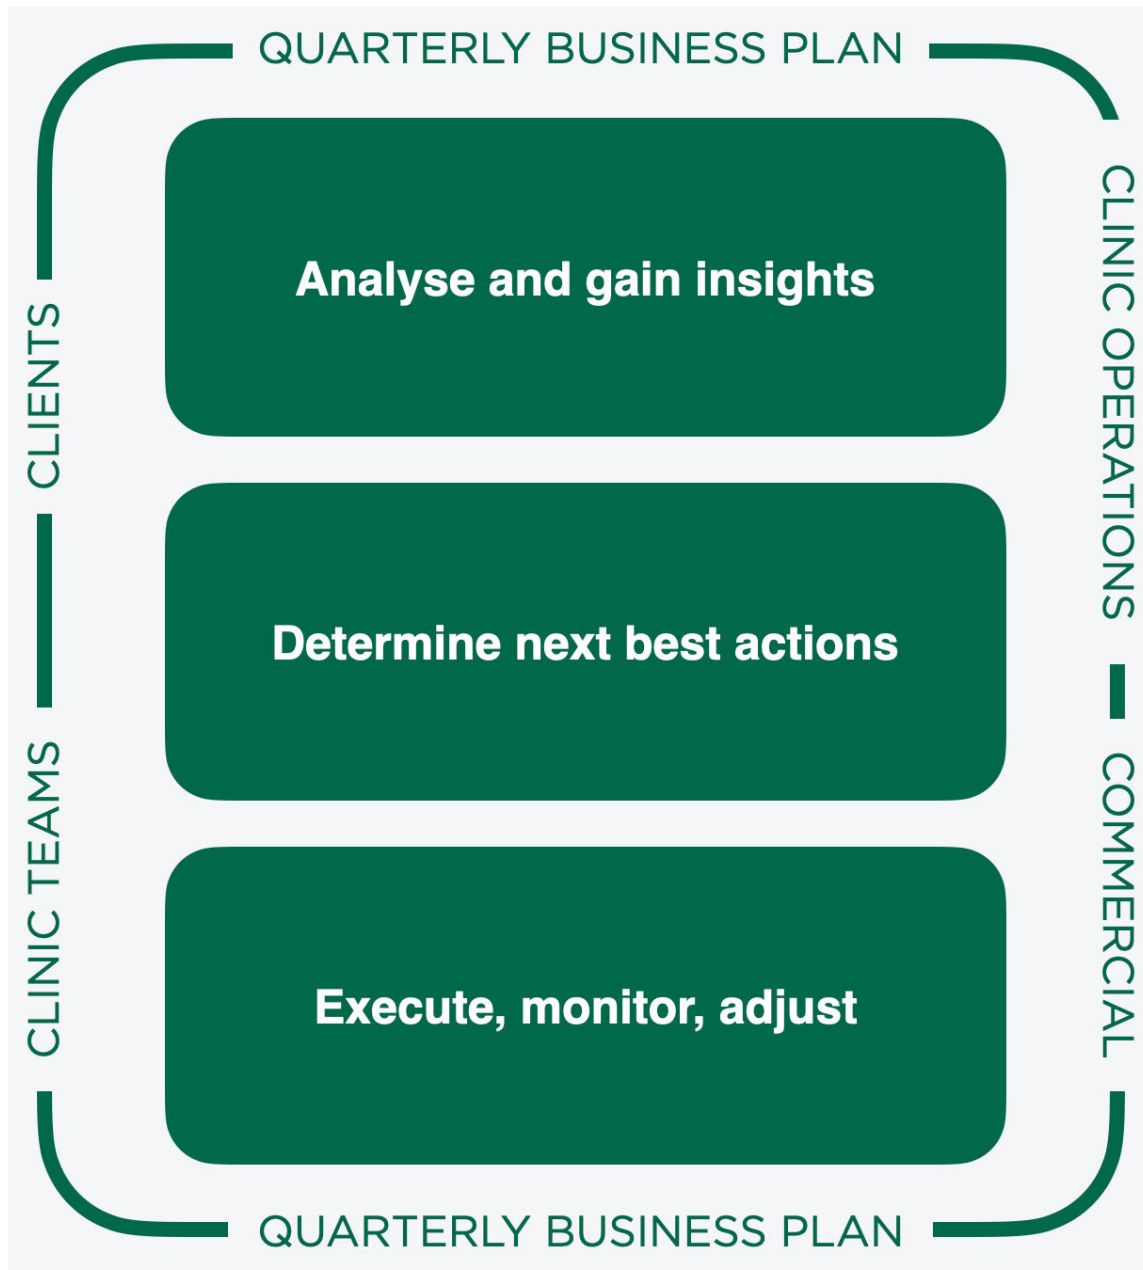 QUARTERLY BUSINESS PLAN
CLINIC OPERATIONS
Analyse and gain insights
CLIENTS
Determine next best actions
CLINIC TEAMS
COMMERCIAL
Execute, monitor, adjust
QUARTERLY BUSINESS PLAN